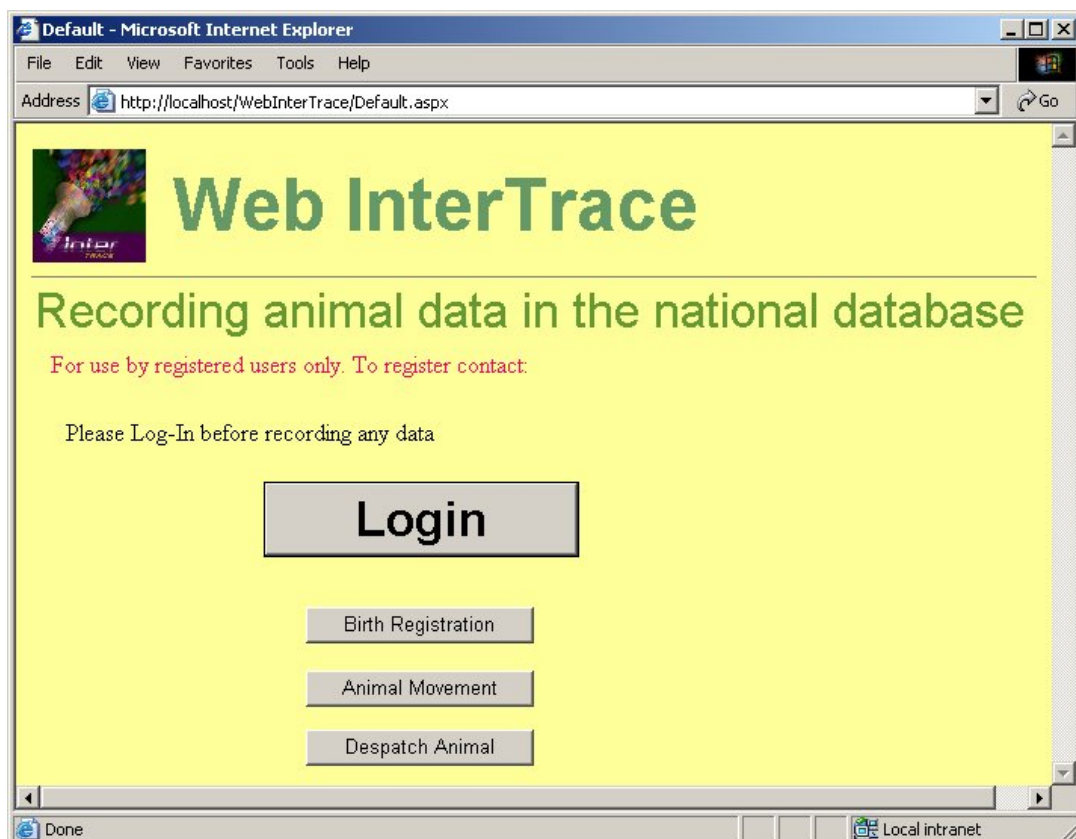 Default - Microsoft Internet Explorer
File Edit View Favorites Tools Help
Address http://localhost/WebInterTrace/Default.aspx Go
Inter
TRACE
Web InterTrace
Recording animal data in the national database
For use by registered users only. To register contact:
Please Log-In before recording any data
Login
Birth Registration
Animal Movement
Despatch Animal
Done Local intranet